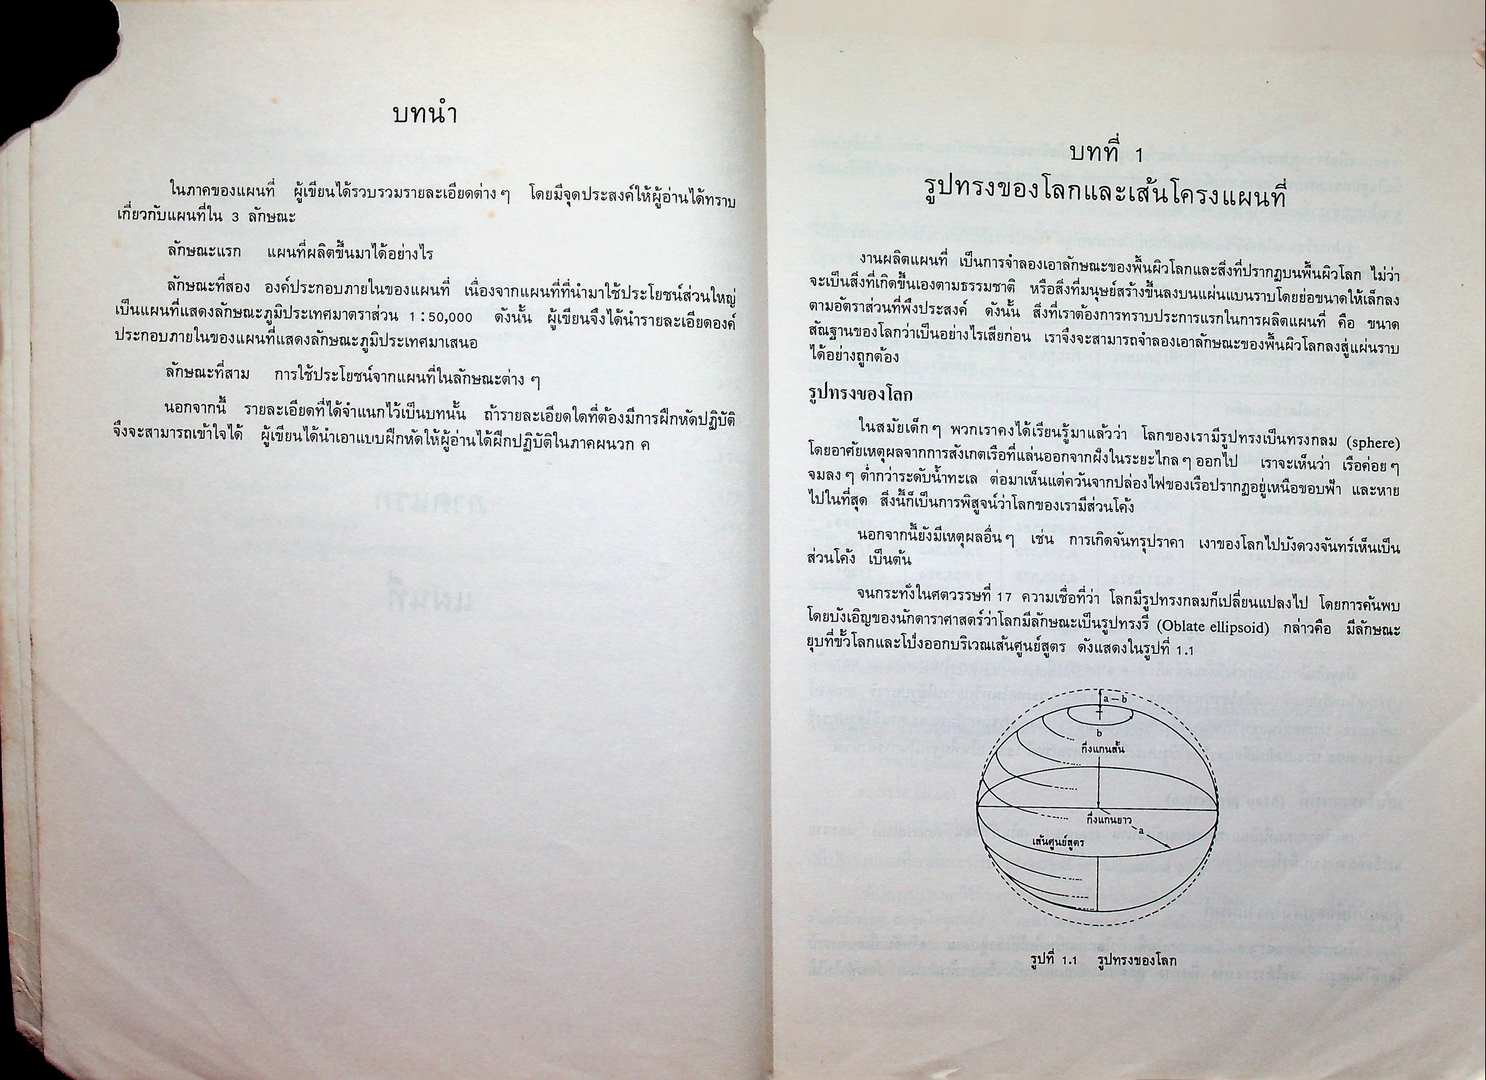 บทนำ
ในภาคของแผนที่ ผู้เขียนได้รวบรวมรายละเอียดต่าง ๆ โดยมีจุดประสงค์ให้ผู้อ่านได้ทราบ
เกี่ยวกับแผนที่ใน 3 ลักษณะ
ลักษณะแรก แผนที่ผลิตขึ้นมาได้อย่างไร
ลักษณะที่สอง องค์ประกอบภายในของแผนที่ เนื่องจากแผนที่ที่นำมาใช้ประโยชน์ส่วนใหญ่
เป็นแผนที่แสดงลักษณะภูมิประเทศมาตราส่วน 1 : 50,000 ดังนั้น ผู้เขียนจึงได้นำรายละเอียดองค์
ประกอบภายในของแผนที่แสดงลักษณะภูมิประเทศมาเสนอ
ลักษณะที่สาม การใช้ประโยชน์จากแผนที่ในลักษณะต่าง ๆ
นอกจากนี้ รายละเอียดที่ได้จำแนกไว้เป็นบทนั้น ถ้ารายละเอียดใดที่ต้องมีการฝึกหัดปฏิบัติ
จึงจะสามารถเข้าใจได้ ผู้เขียนได้นำเอาแบบฝึกหัดให้ผู้อ่านได้ฝึกปฏิบัติในภาคผนวก ค
บทที่ 1
รูปทรงของโลกและเส้นโครงแผนที่
งานผลิตแผนที่ เป็นการจำลองเอาลักษณะของพื้นผิวโลกและสิ่งที่ปรากฏบนพื้นผิวโลก ไม่ว่า
จะเป็นสิ่งที่เกิดขึ้นเองตามธรรมชาติ หรือสิ่งที่มนุษย์สร้างขึ้นลงบนแผ่นแบนราบโดยย่อขนาดให้เล็กลง
ตามอัตราส่วนที่พึงประสงค์ ดังนั้น สิ่งที่เราต้องการทราบประการแรกในการผลิตแผนที่ คือ ขนาด
สัณฐานของโลกว่าเป็นอย่างไรเสียก่อน เราจึงจะสามารถจำลองเอาลักษณะของพื้นผิวโลกลงสู่แผ่นราบ
ได้อย่างถูกต้อง
รูปทรงของโลก
ในสมัยเด็ก ๆ พวกเราคงได้เรียนรู้มาแล้วว่า โลกของเรามีรูปทรงเป็นทรงกลม (sphere)
โดยอาศัยเหตุผลจากการสังเกตเรือที่แล่นออกจากฝั่งในระยะไกล ๆ ออกไป เราจะเห็นว่า เรือค่อย ๆ
จมลง ๆ ต่ำกว่าระดับน้ำทะเล ต่อมาเห็นแต่ควันจากปล่องไฟของเรือปรากฏอยู่เหนือขอบฟ้า และหาย
ไปในที่สุด สิ่งนี้ก็เป็นการพิสูจน์ว่าโลกของเรามีส่วนโค้ง
นอกจากนี้ยังมีเหตุผลอื่น ๆ เช่น การเกิดจันทรุปราคา เงาของโลกไปบังดวงจันทร์เห็นเป็น
ส่วนโค้ง เป็นต้น
จนกระทั่งในศตวรรษที่ 17 ความเชื่อที่ว่า โลกมีรูปทรงกลมก็เปลี่ยนแปลงไป โดยการค้นพบ
โดยบังเอิญของนักดาราศาสตร์ว่าโลกมีลักษณะเป็นรูปทรงรี (Oblate ellipsoid) กล่าวคือ มีลักษณะ
ยุบที่ขั้วโลกและโป่งออกบริเวณเส้นศูนย์สูตร ดังแสดงในรูปที่ 1.1
a – b
b
กึ่งแกนสั้น
กึ่งแกนยาว
a
เส้นศูนย์สูตร
รูปที่ 1.1 รูปทรงของโลก